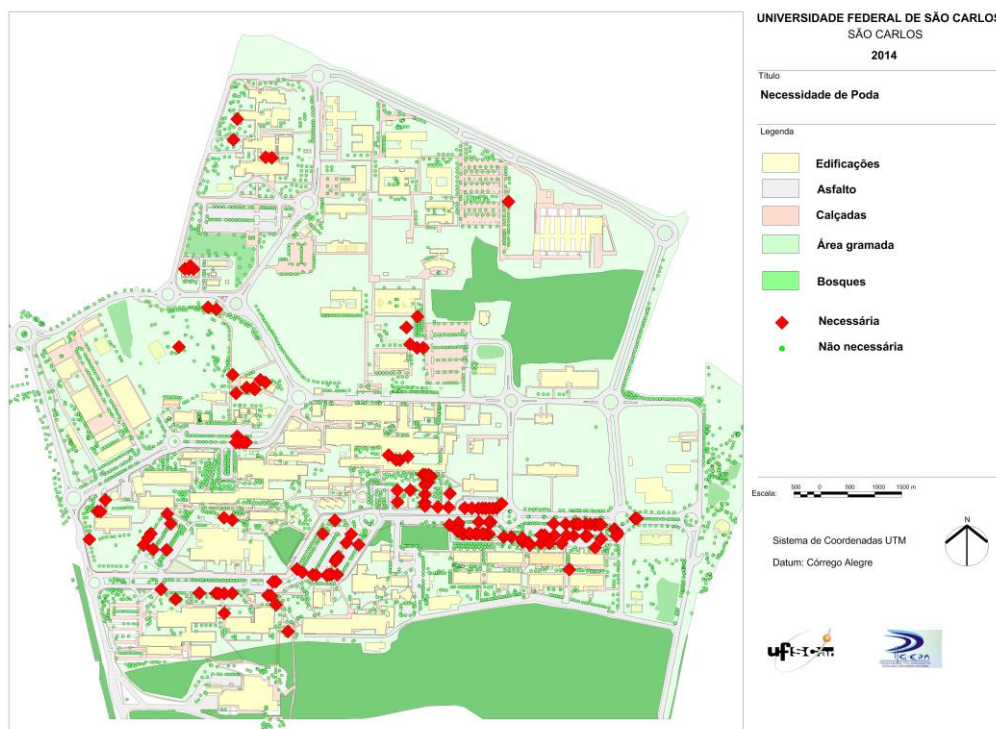 UNIVERSIDADE FEDERAL DE SÃO CARLOS
SÃO CARLOS
2014
Título
Necessidade de Poda
Legenda
Edificações
Asfalto
Calçadas
Área gramada
Bosques
Necessária
Não necessária
Escala:
500 0 500 1000 1500 m
Sistema de Coordenadas UTM
N
Datum: Córrego Alegre
ufscar